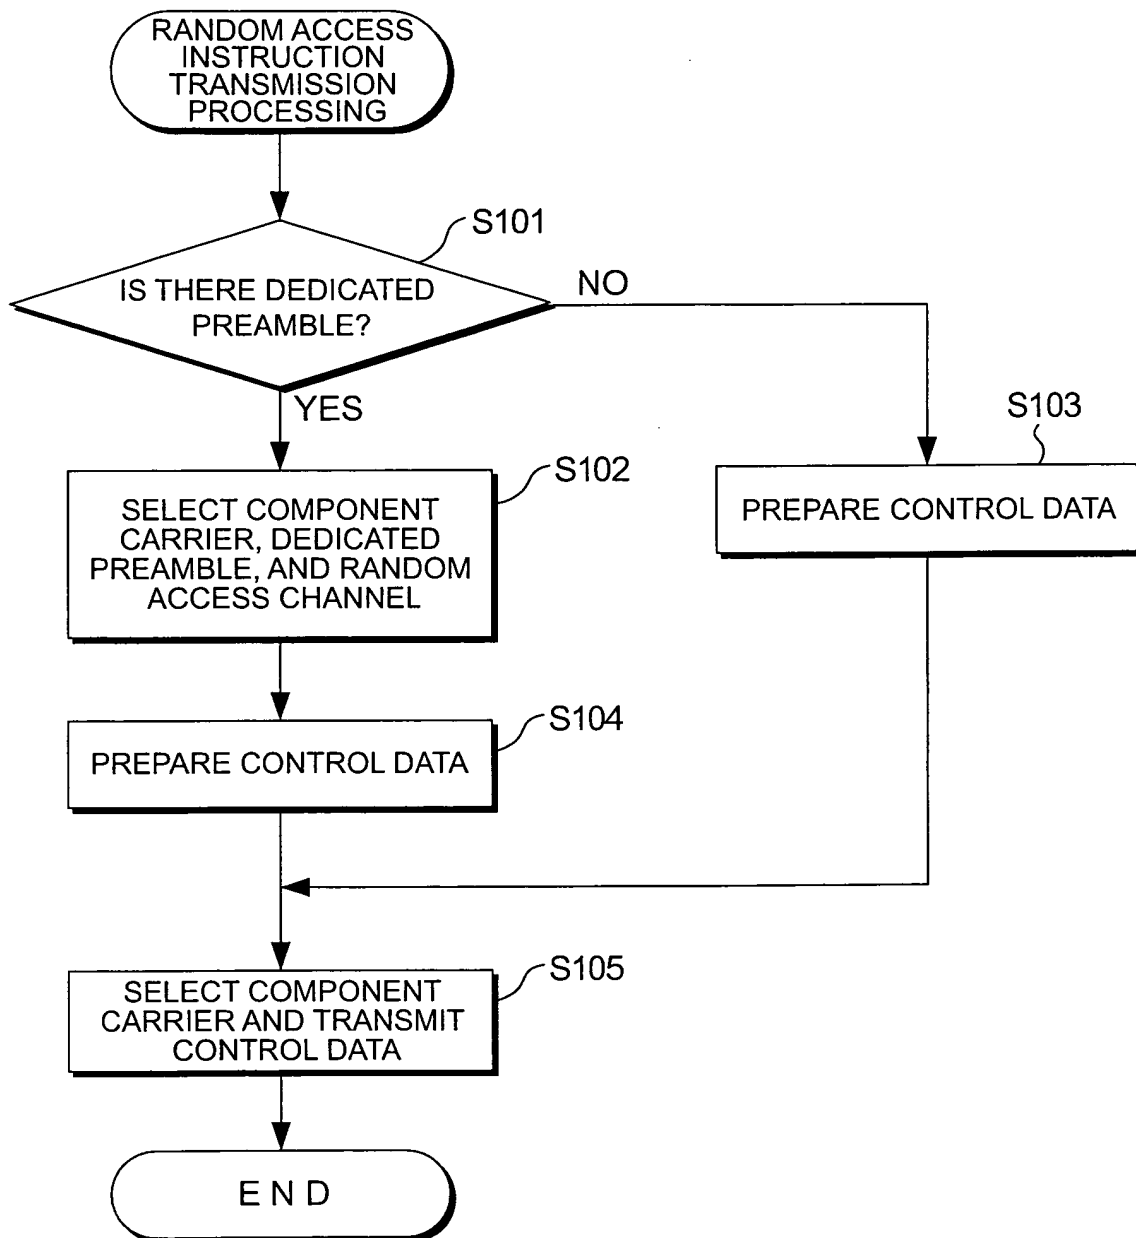 RANDOM ACCESS
INSTRUCTION
TRANSMISSION
PROCESSING
S101
IS THERE DEDICATED
PREAMBLE?
NO
YES
S103
PREPARE CONTROL DATA
S102
SELECT COMPONENT
CARRIER, DEDICATED
PREAMBLE, AND RANDOM
ACCESS CHANNEL
S104
PREPARE CONTROL DATA
S105
SELECT COMPONENT
CARRIER AND TRANSMIT
CONTROL DATA
END